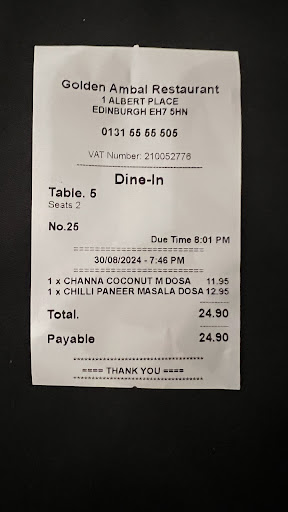 Golden Ambal Restaurant
1 ALBERT PLACE
EDINBURGH EH7 5HN
0131 55 55 505
VAT Number: 210052776
Dine-In
Table. 5
Seats 2
No.25
Due Time 8:01 PM
30/08/2024 - 7:46 PM
1 x CHANNA COCONUT M DOSA 11.95
1 x CHILLI PANEER MASALA DOSA 12.95
Total. 24.90
Payable 24.90
==== THANK YOU ====